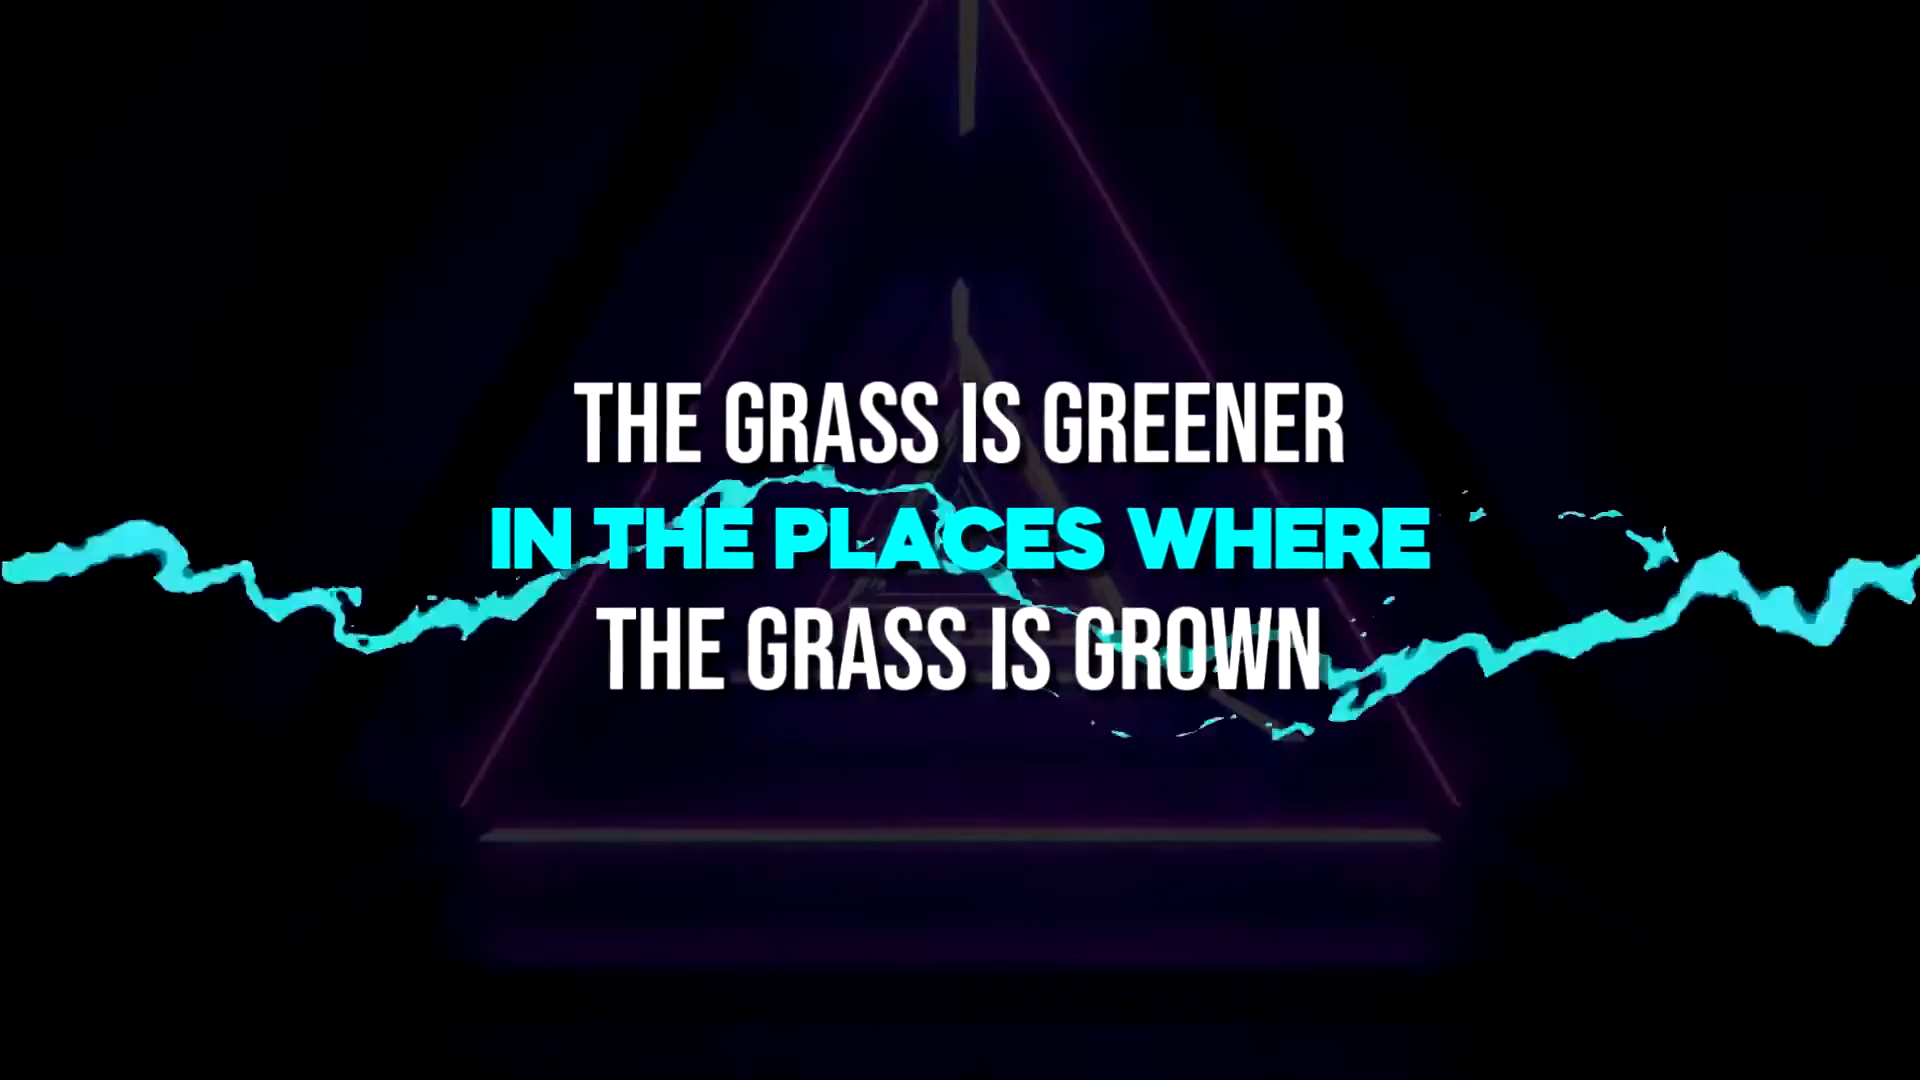 THE GRASS IS GREENER
IN THE PLACES WHERE
THE GRASS IS GROWN